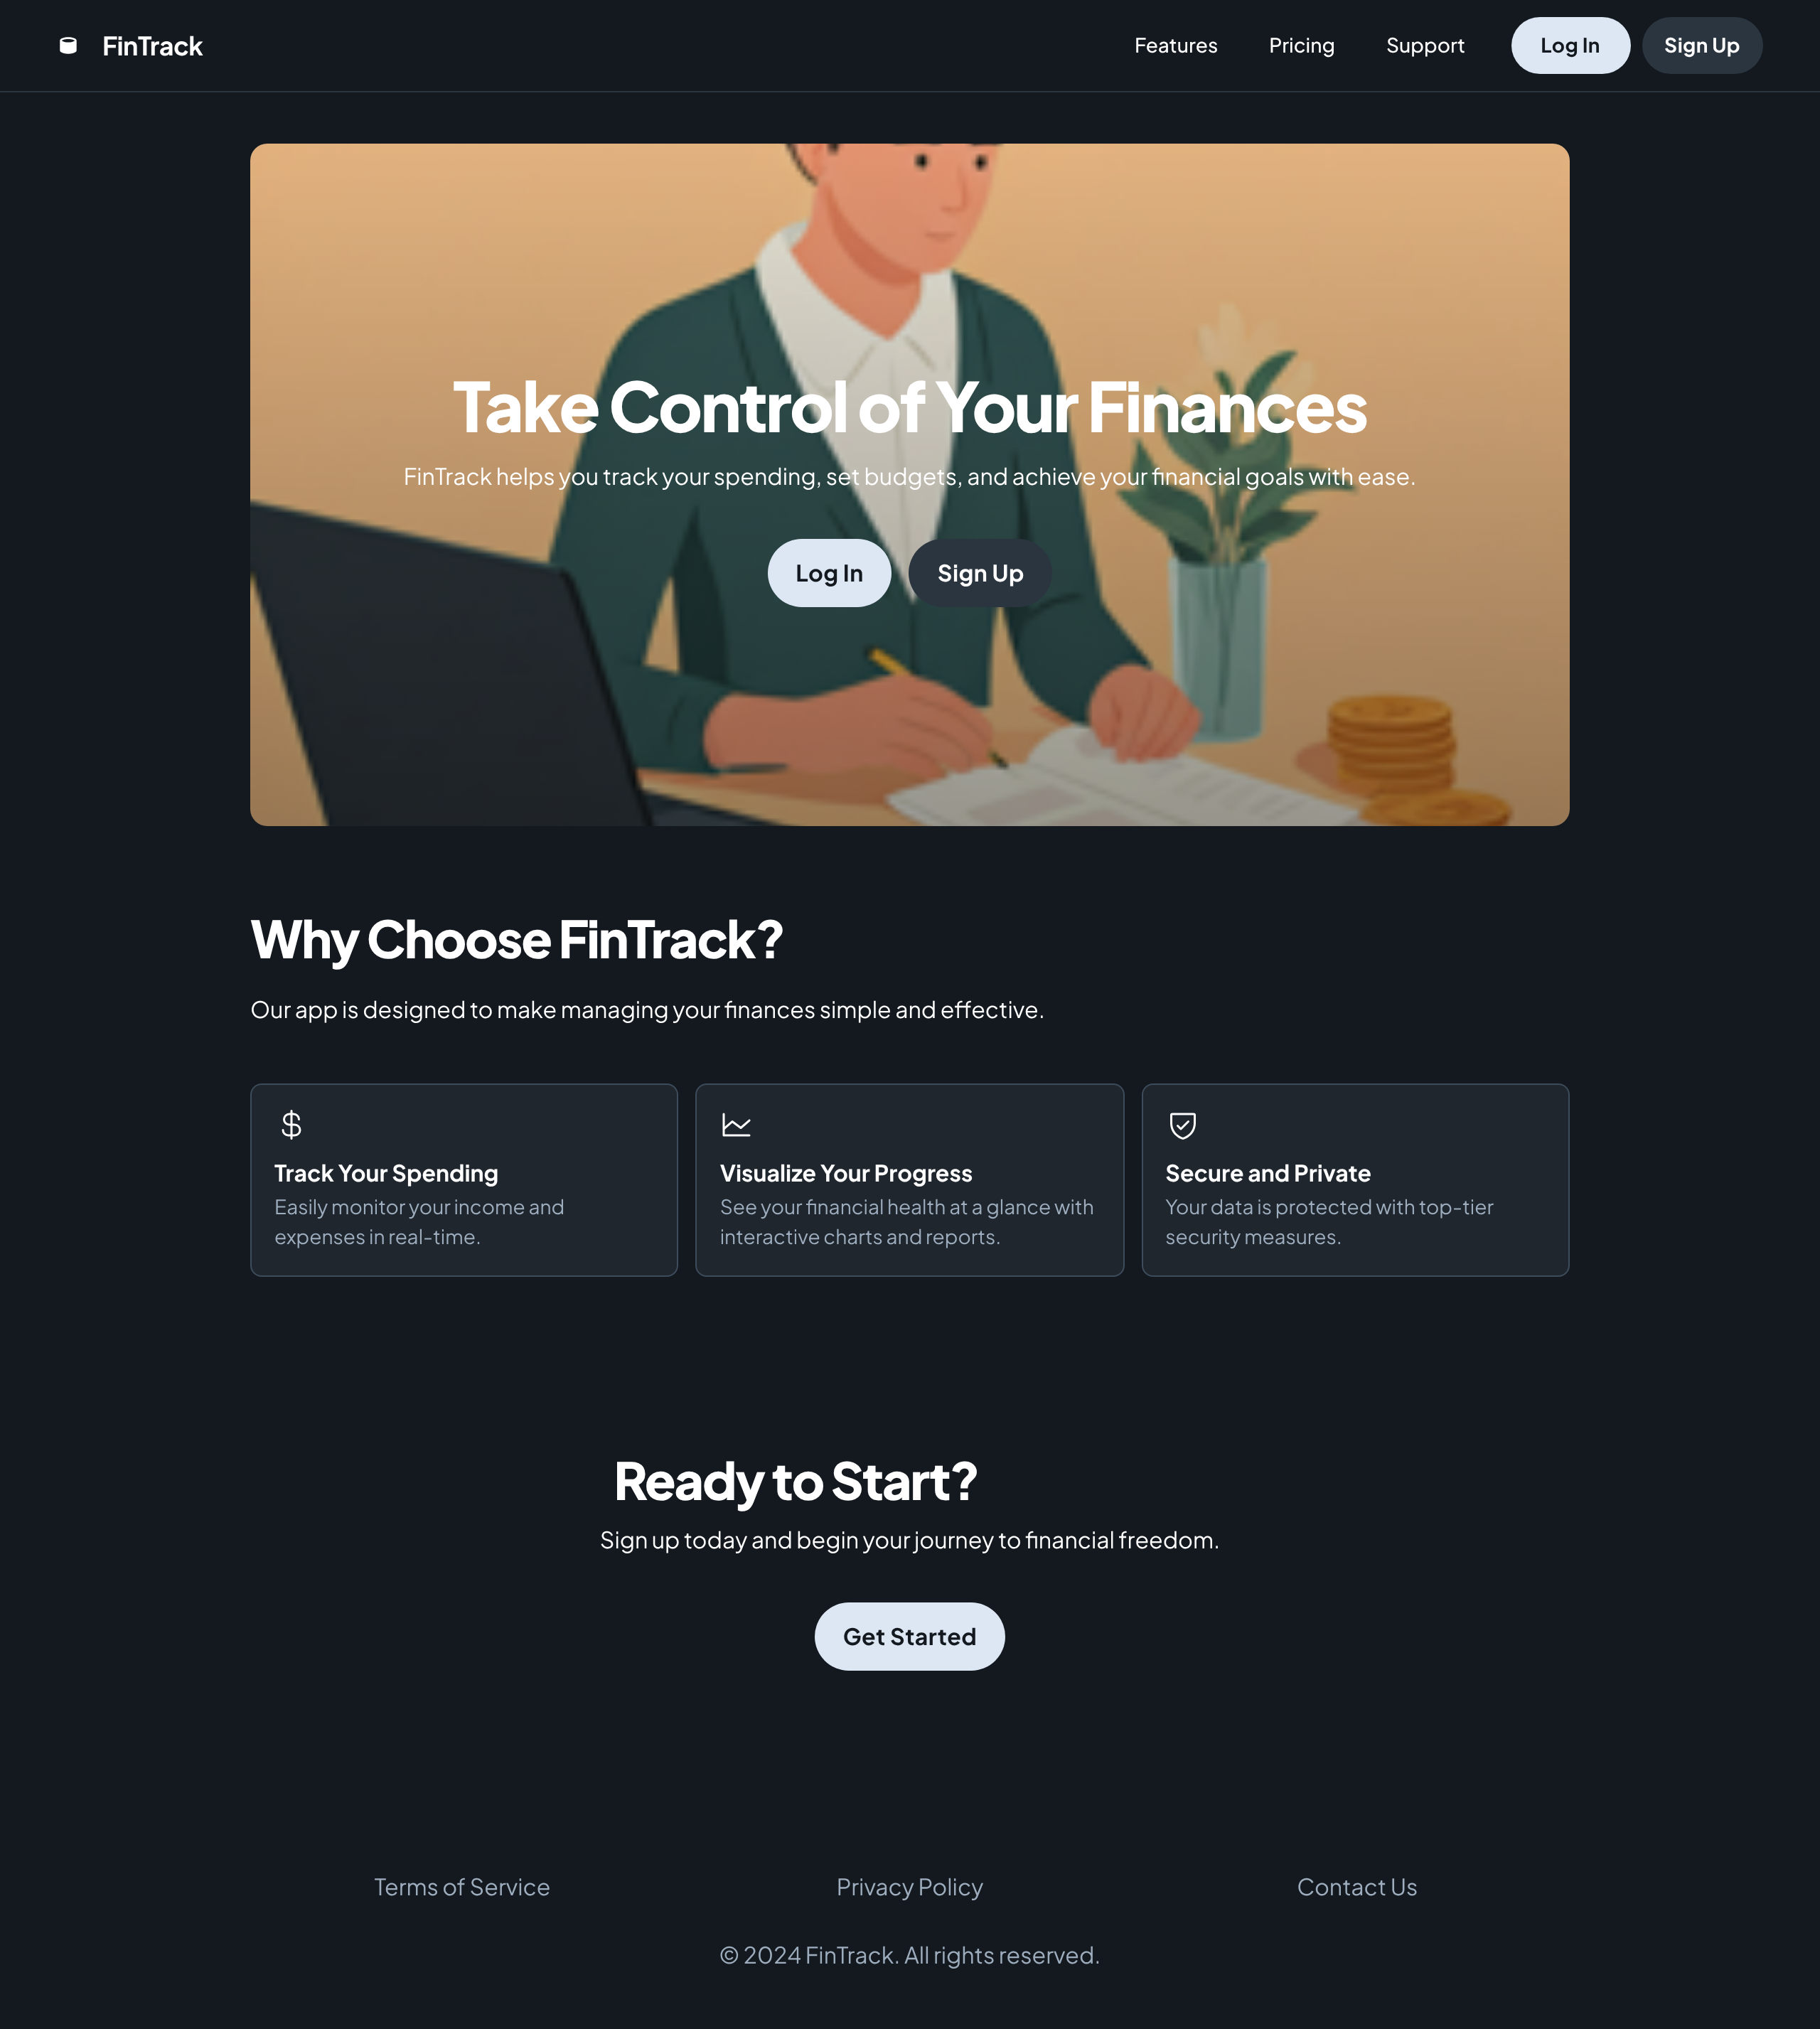 FinTrack
Features
Pricing
Support
Log In
Sign Up
Take Control of Your Finances
FinTrack helps you track your spending, set budgets, and achieve your financial goals with ease.
Log In
Sign Up
Why Choose FinTrack?
Our app is designed to make managing your finances simple and effective.
Track Your Spending
Easily monitor your income and
expenses in real-time.
Visualize Your Progress
See your financial health at a glance with
interactive charts and reports.
Secure and Private
Your data is protected with top-tier
security measures.
Ready to Start?
Sign up today and begin your journey to financial freedom.
Get Started
Terms of Service
Privacy Policy
Contact Us
© 2024 FinTrack. All rights reserved.